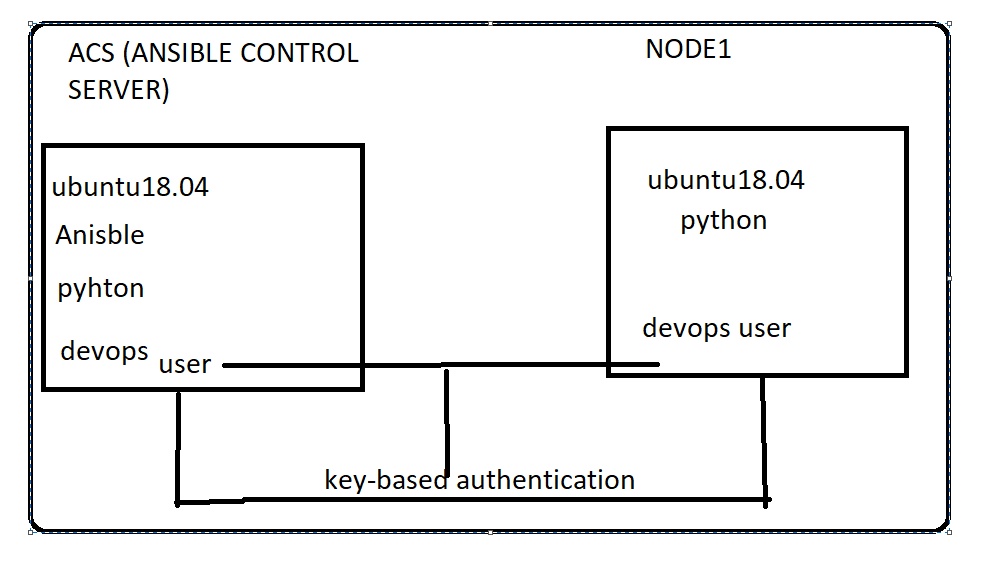 ACS (ANSIBLE CONTROL
SERVER)
NODE1
ubuntu18.04
Anisble
pyhton
devops user
ubuntu18.04
python
devops user
key-based authentication